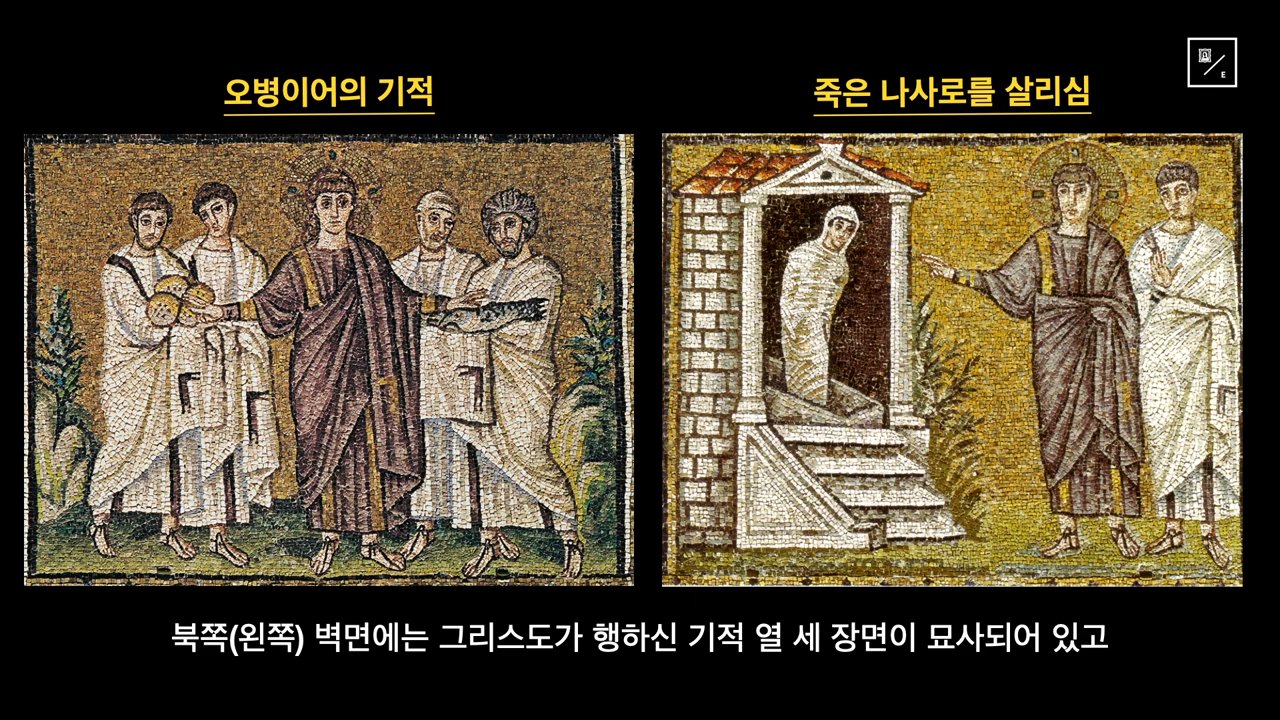 오병이어의 기적
죽은 나사로를 살리심
E
북쪽(왼쪽) 벽면에는 그리스도가 행하신 기적 열 세 장면이 묘사되어 있고